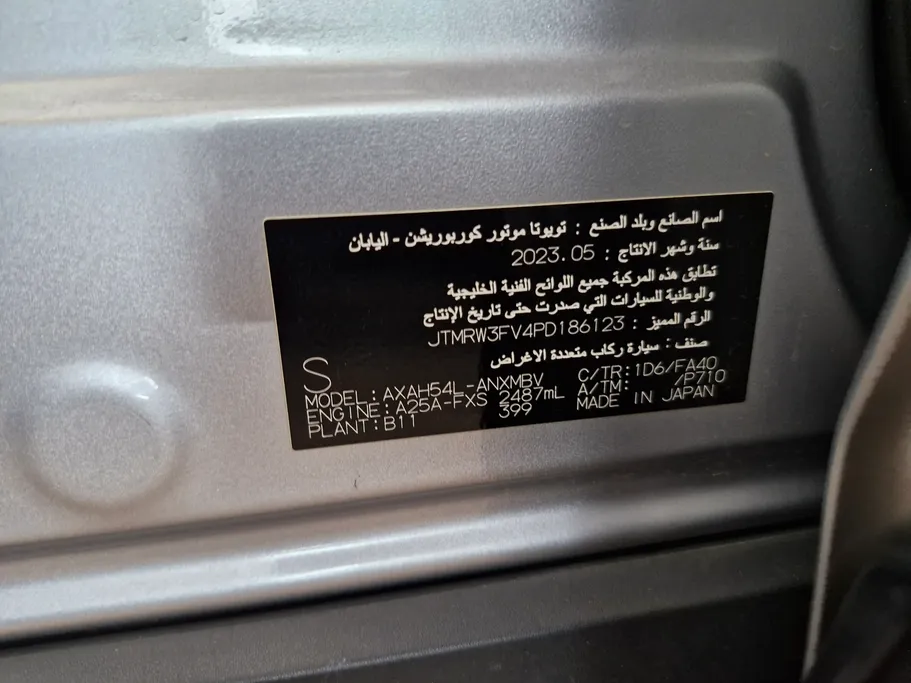 اسم الصانع وبلد الصنع : تويوتا موتور كوربوريشن - اليابان
سنة وشهر الانتاج : 2023.05
تطابق هذه المركبة جميع اللوائح الفنية الخليجية
والوطنية للسيارات التي صدرت حتى تاريخ الإنتاج
الرقم المميز : JTMRW3FV4PD186123
صنف : سيارة ركاب متعددة الاغراض
S
MODEL:AXAH54L-ANXMBV C/TR:1D6/FA40
ENGINE:A25A-FXS 2487mL A/TM: /P710
PLANT:B11 399 MADE IN JAPAN